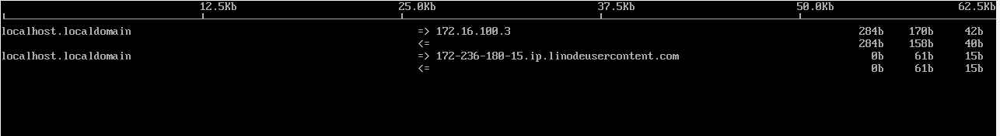 12.5Kb 25.0Kb 37.5Kb 50.0Kb 62.5Kb
localhost.localdomain => 172.16.100.3 284b 170b 42b
<= 284b 158b 40b
localhost.localdomain => 172-236-180-15.ip.linodeusercontent.com 0b 61b 15b
<= 0b 61b 15b